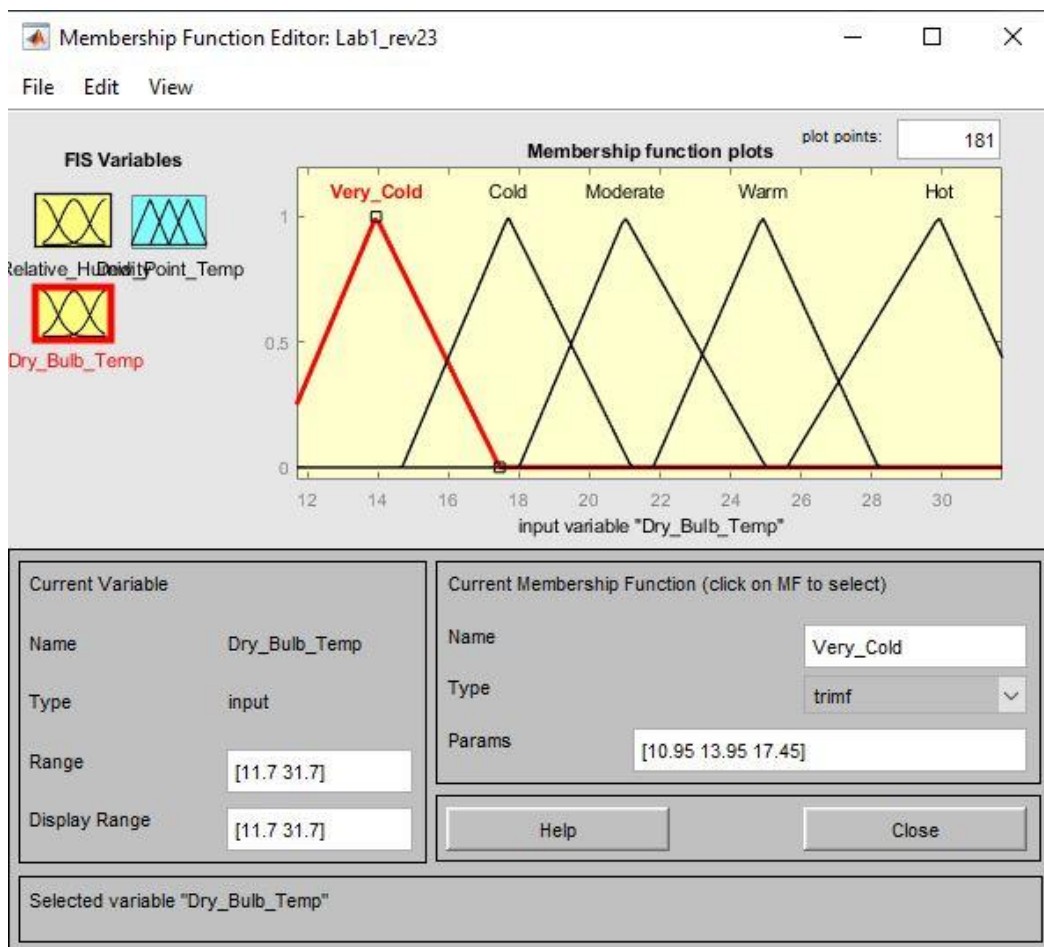 Membership Function Editor: Lab1_rev23
File Edit View
FIS Variables
Membership function plots
plot points: 181
Very_Cold Cold Moderate Warm Hot
1
0.5
0
12 14 16 18 20 22 24 26 28 30
input variable "Dry_Bulb_Temp"
Relative_Humidity Dew_Point_Temp
Dry_Bulb_Temp
Current Variable
Name Dry_Bulb_Temp
Type input
Range [11.7 31.7]
Display Range [11.7 31.7]
Current Membership Function (click on MF to select)
Name Very_Cold
Type trimf
Params [10.95 13.95 17.45]
Help Close
Selected variable "Dry_Bulb_Temp"